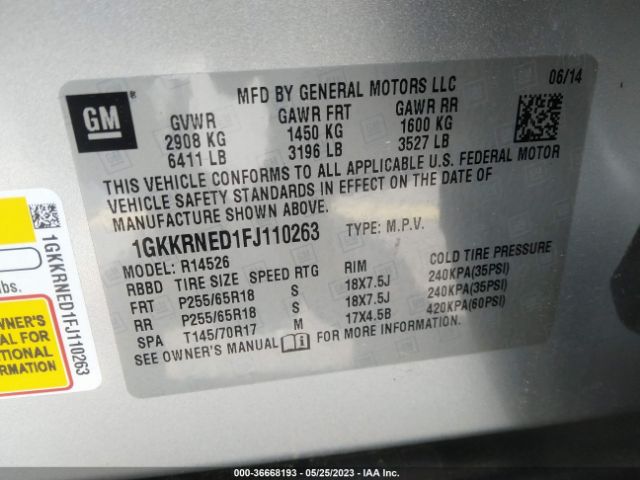 GM
®
MFD BY GENERAL MOTORS LLC
06/14
GVWR GAWR FRT GAWR RR
2908 KG 1450 KG 1600 KG
6411 LB 3196 LB 3527 LB
THIS VEHICLE CONFORMS TO ALL APPLICABLE U.S. FEDERAL MOTOR
VEHICLE SAFETY STANDARDS IN EFFECT ON THE DATE OF
MANUFACTURE SHOWN ABOVE.
1GKKRNED1FJ110263 TYPE: M.P.V.
MODEL: R14526
RBBD TIRE SIZE SPEED RTG RIM COLD TIRE PRESSURE
FRT P255/65R18 S 18X7.5J 240KPA(35PSI)
RR P255/65R18 S 18X7.5J 240KPA(35PSI)
SPA T145/70R17 M 17X4.5B 420KPA(60PSI)
SEE OWNER'S MANUAL FOR MORE INFORMATION.
lbs.
OWNER'S
AL FOR
TIONAL
RMATION
1GKKRNED1FJ110263
000-36668193 - 05/25/2023 - IAA Inc.